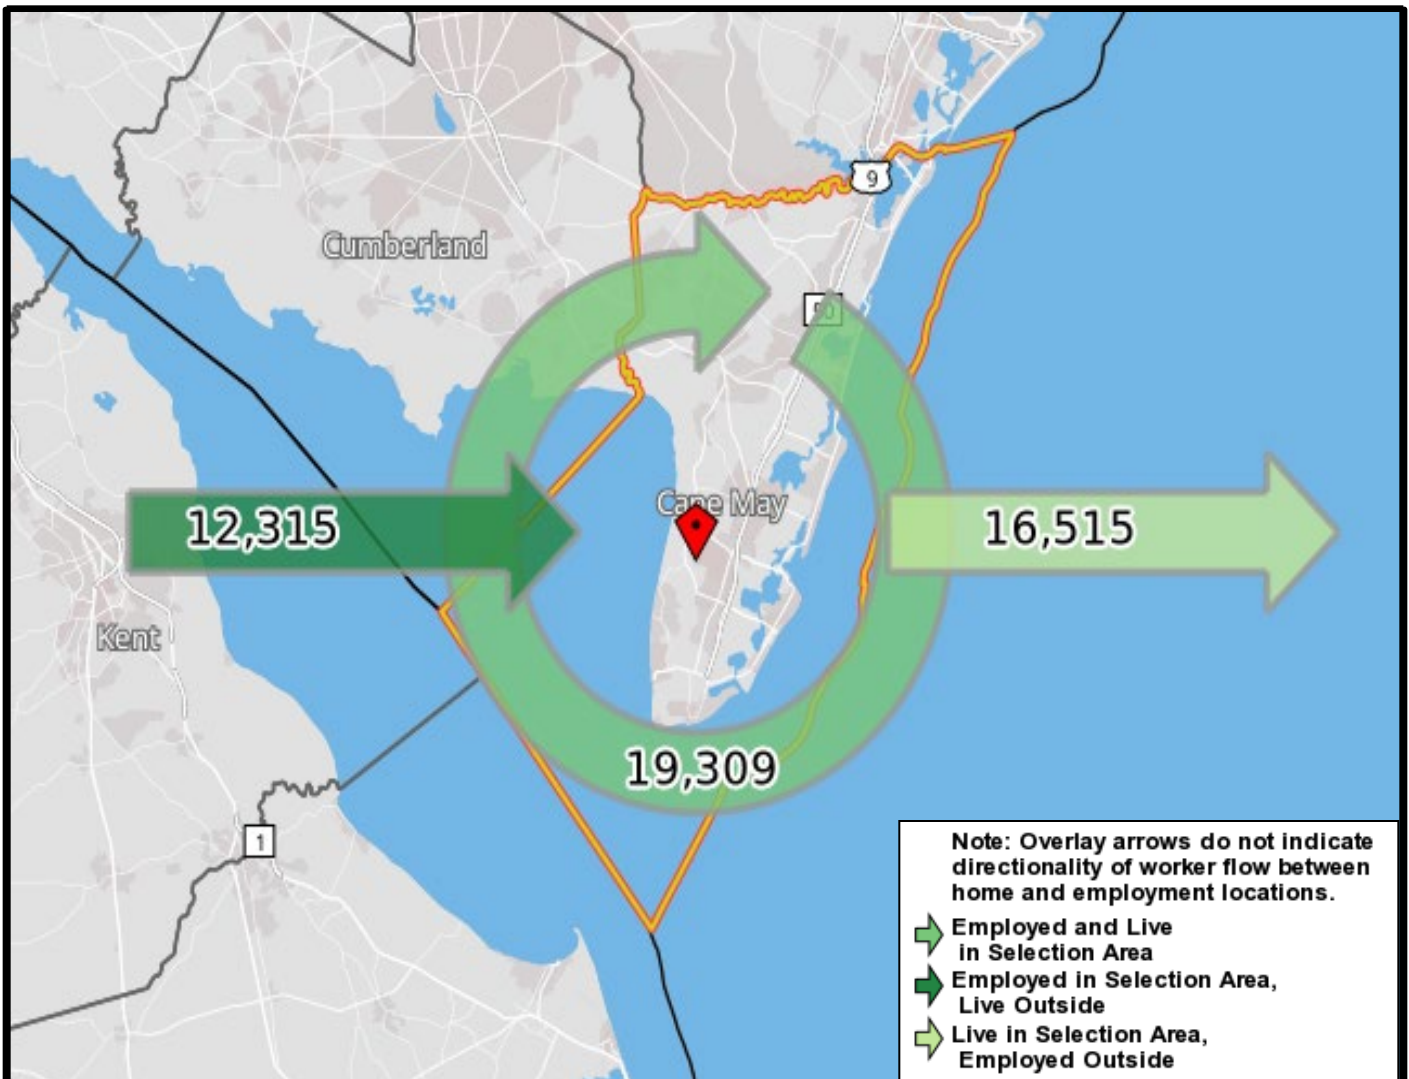 9
Cumberland
50
Cape May
12,315
16,515
Kent
19,309
1
Note: Overlay arrows do not indicate
directionality of worker flow between
home and employment locations.
Employed and Live
in Selection Area
Employed in Selection Area,
Live Outside
Live in Selection Area,
Employed Outside